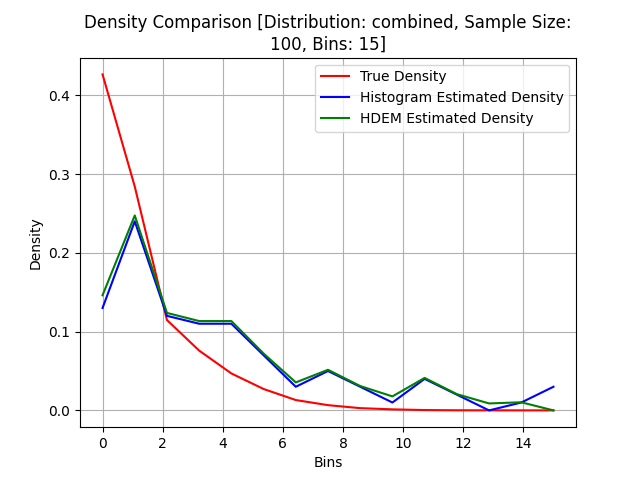 Density Comparison [Distribution: combined, Sample Size:
100, Bins: 15]
True Density
Histogram Estimated Density
HDEM Estimated Density
Density
0.4
0.3
0.2
0.1
0.0
0 2 4 6 8 10 12 14
Bins